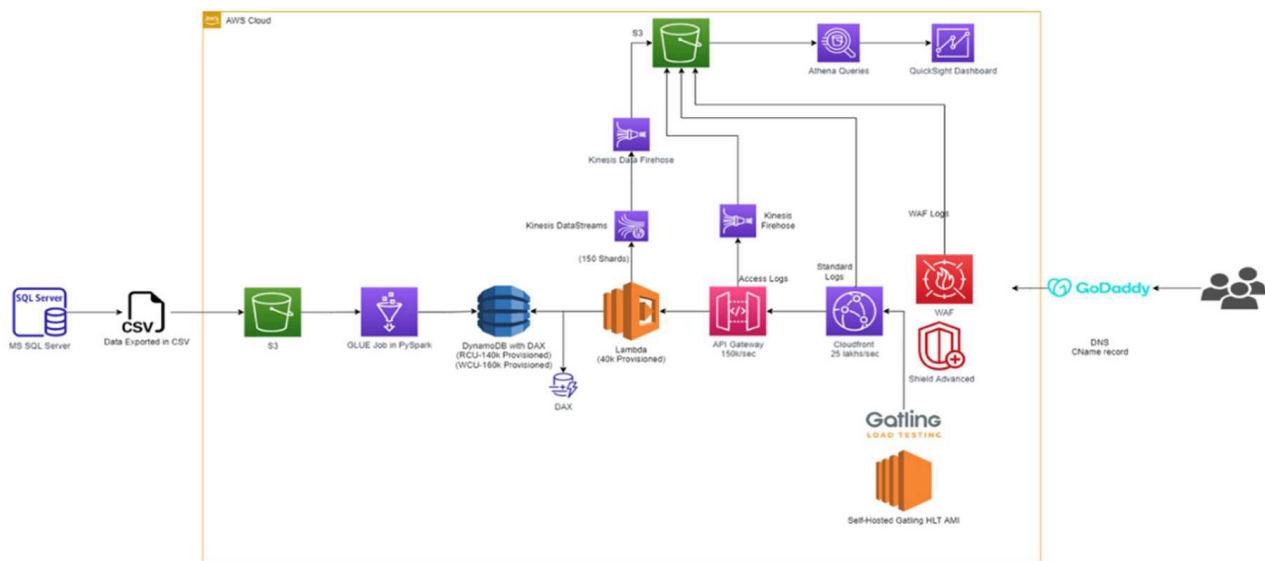 aws
AWS Cloud
S3
Athena Queries
QuickSight Dashboard
Kinesis Data Firehose
Kinesis DataStreams
Kinesis
Firehose
WAF Logs
(150 Shards)
Access Logs
Standard
Logs
SQL Server
MS SQL Server
CSV
Data Exported in CSV
S3
GLUE Job in PySpark
DynamoDB with DAX
(RCU-140k Provisioned)
(WCU-160k Provisioned)
DAX
Lambda
(40k Provisioned)
API Gateway
150k/sec
Cloudfront
25 lakhs/sec
WAF
Shield Advanced
GoDaddy
DNS
CName record
Gatling
LOAD TESTING
Self-Hosted Gatling HLT AMI